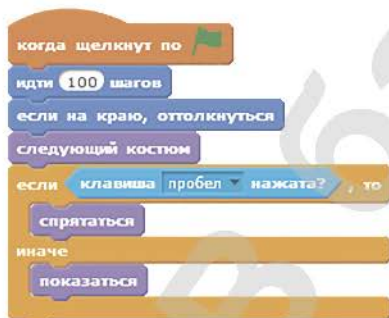 когда щелкнут по
идти 100 шагов
если на краю, оттолкнуться
следующий костюм
если клавиша пробел нажата? , то
спрятаться
иначе
показаться